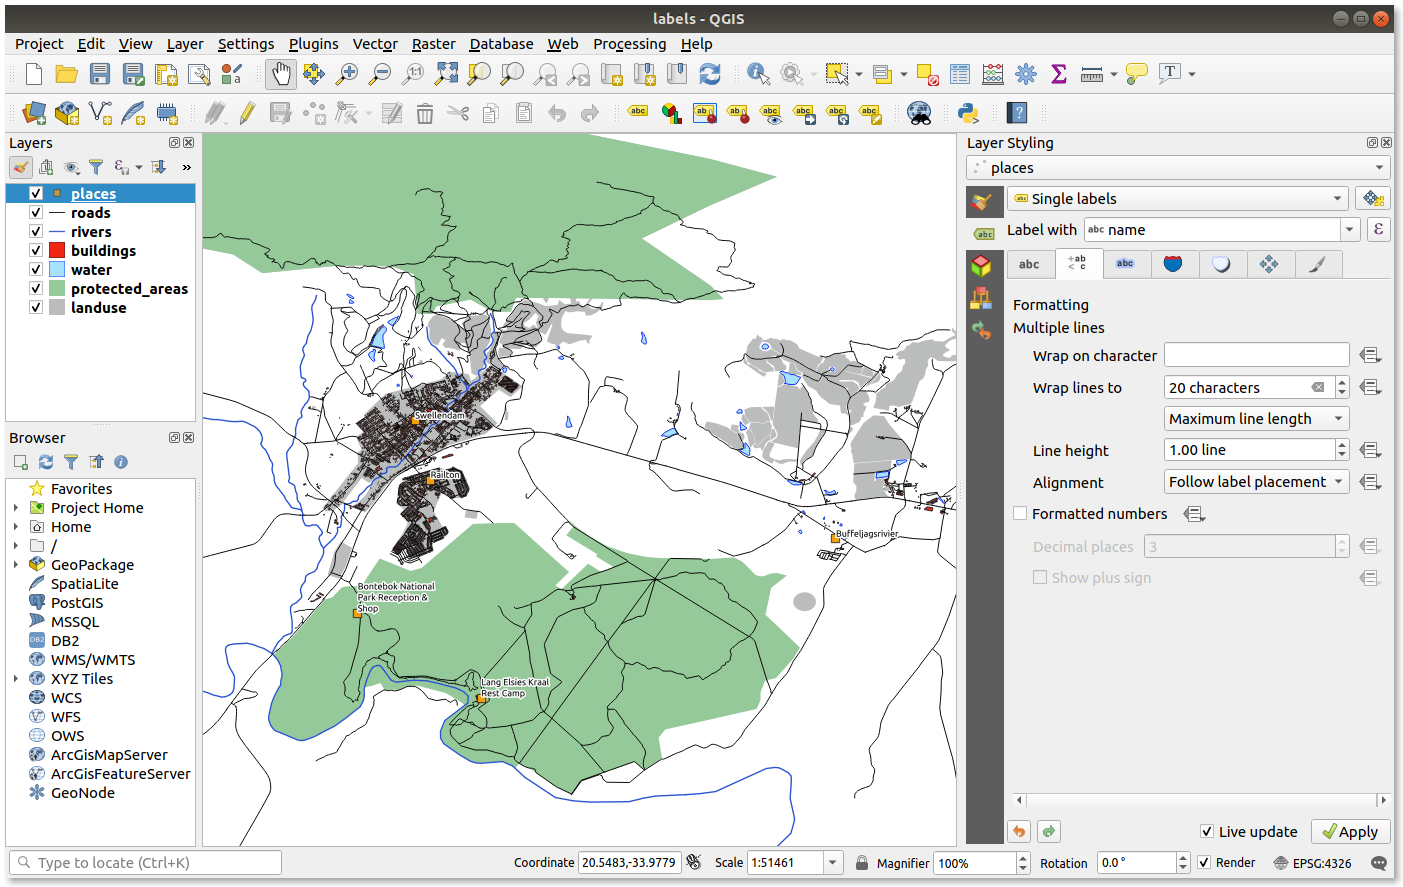 labels - QGIS
Project Edit View Layer Settings Plugins Vector Raster Database Web Processing Help
Layers
places
roads
rivers
buildings
water
protected_areas
landuse
Browser
Favorites
Project Home
Home
/
GeoPackage
SpatiaLite
PostGIS
MSSQL
DB2
WMS/WMTS
XYZ Tiles
WCS
WFS
OWS
ArcGisMapServer
ArcGisFeatureServer
GeoNode
Swellendam
Railton
Buffeljagsrivier
Bontebok National
Park Reception &
Shop
Lang Elsies Kraal
Rest Camp
Layer Styling
places
Single labels
Label with abc name
Formatting
Multiple lines
Wrap on character
Wrap lines to 20 characters
Maximum line length
Line height 1.00 line
Alignment Follow label placement
Formatted numbers
Decimal places 3
Show plus sign
Live update Apply
Type to locate (Ctrl+K) Coordinate 20.5483,-33.9779 Scale 1:51461 Magnifier 100% Rotation 0.0 ° Render EPSG:4326